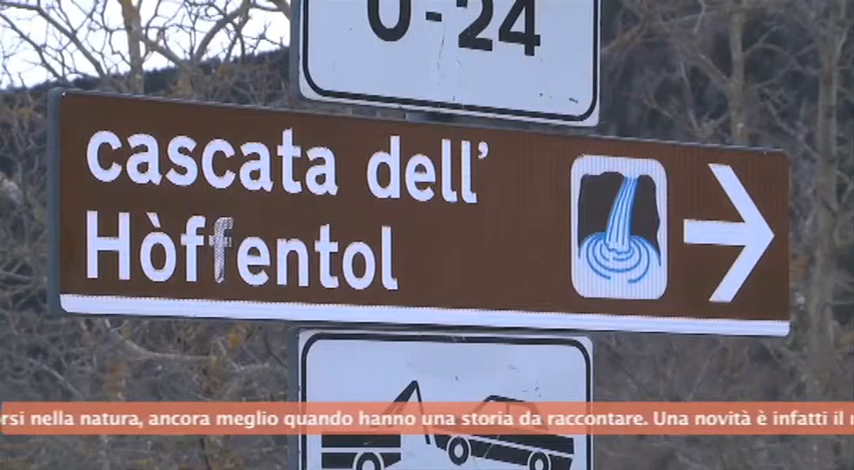 0-24
cascata dell'
Hòffentol
nella natura, ancora meglio quando hanno una storia da raccontare. Una novità è infatti il